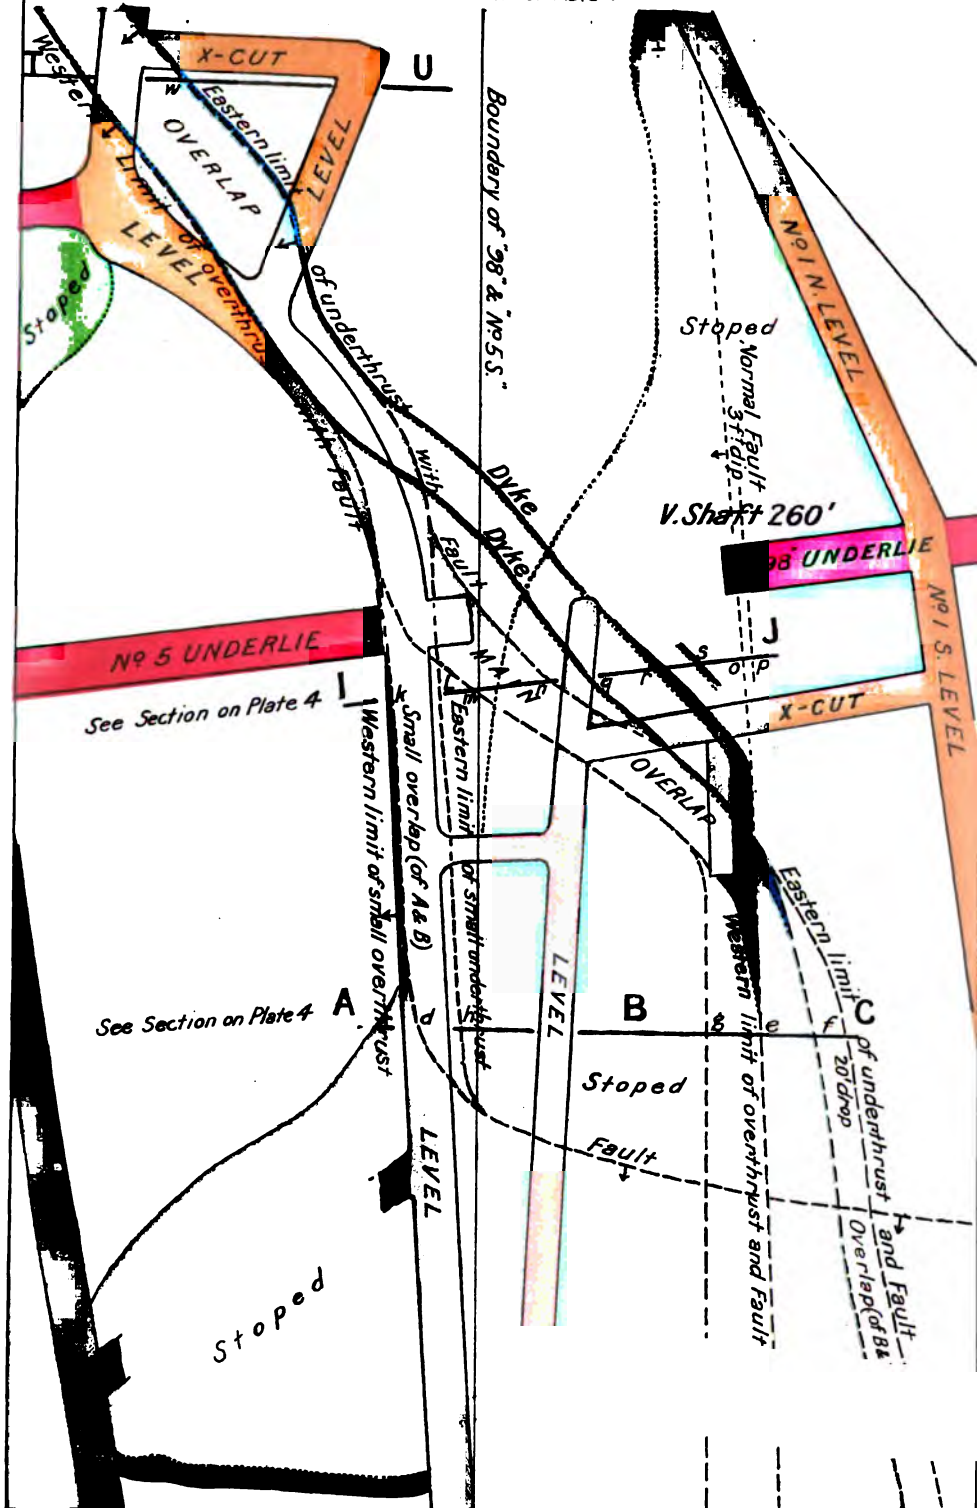 X-CUT
U
H
Western Limit of overthrust
with fault
w
Eastern limit
of underthrust
with
Fault
OVERLAP
LEVEL
LEVEL
Stoped
Boundary of "98" & "No. 5 S"
Stoped
No 1 N. LEVEL
Normal Fault
3 ft dip
Dyke
Dyke
V. Shaft 260'
98' UNDERLIE
No 5 UNDERLIE
No 1 S. LEVEL
J
s
r
q
o p
I
See Section on Plate 4
k
M
N
X-CUT
OVERLAP
Western limit of small overthrust
Small overlap (of A & B)
Eastern limit of small underthrust
LEVEL
Eastern limit of underthrust and Fault
Western limit of overthrust and Fault
See Section on Plate 4
A
d
h
B
g
e
f
C
20' drop
Stoped
Fault
LEVEL
Overlap (of B &
Stoped